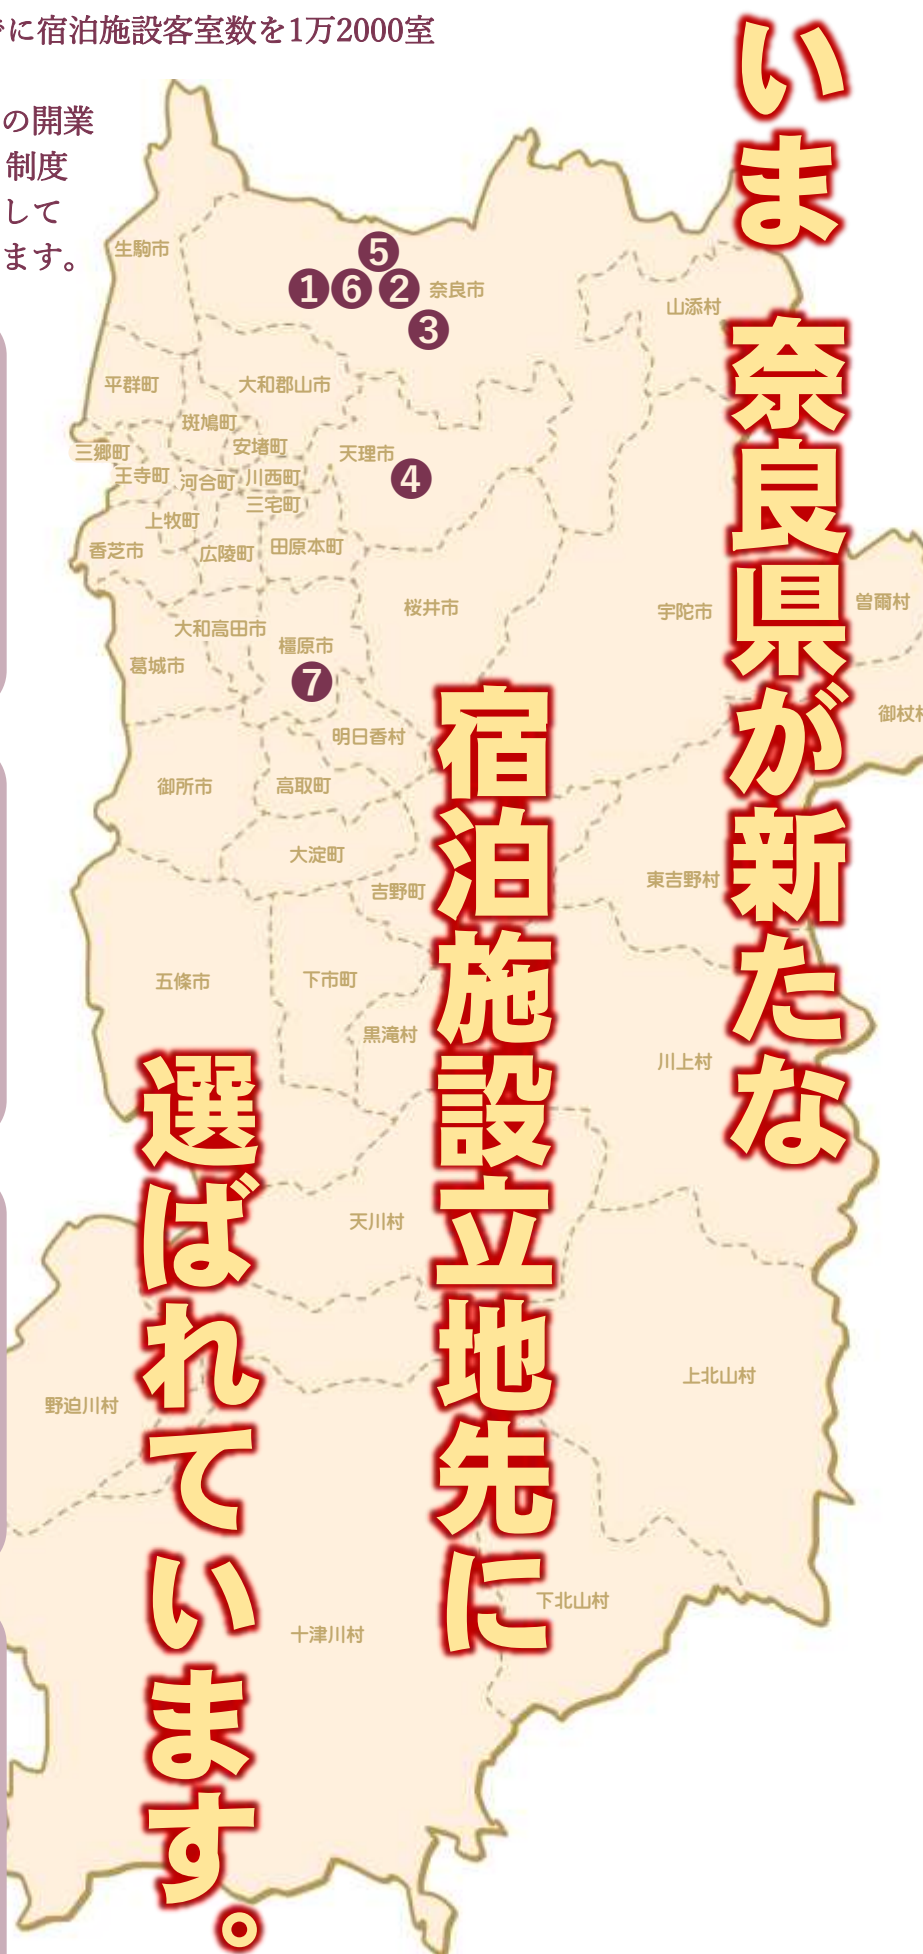 に宿泊施設客室数を1万2000室
の開業
制度
して
ます。
いま 奈良県が新たな
宿泊施設立地先に
選ばれています。
生駒市
5
1
6
2
奈良市
3
山添村
平群町
大和郡山市
斑鳩町
安堵町
三郷町
天理市
4
王寺町
河合町
川西町
三宅町
上牧町
香芝市
広陵町
田原本町
桜井市
宇陀市
曽爾村
大和高田市
橿原市
葛城市
7
御杖村
明日香村
御所市
高取町
大淀町
吉野町
東吉野村
五條市
下市町
黒滝村
川上村
天川村
上北山村
野迫川村
下北山村
十津川村